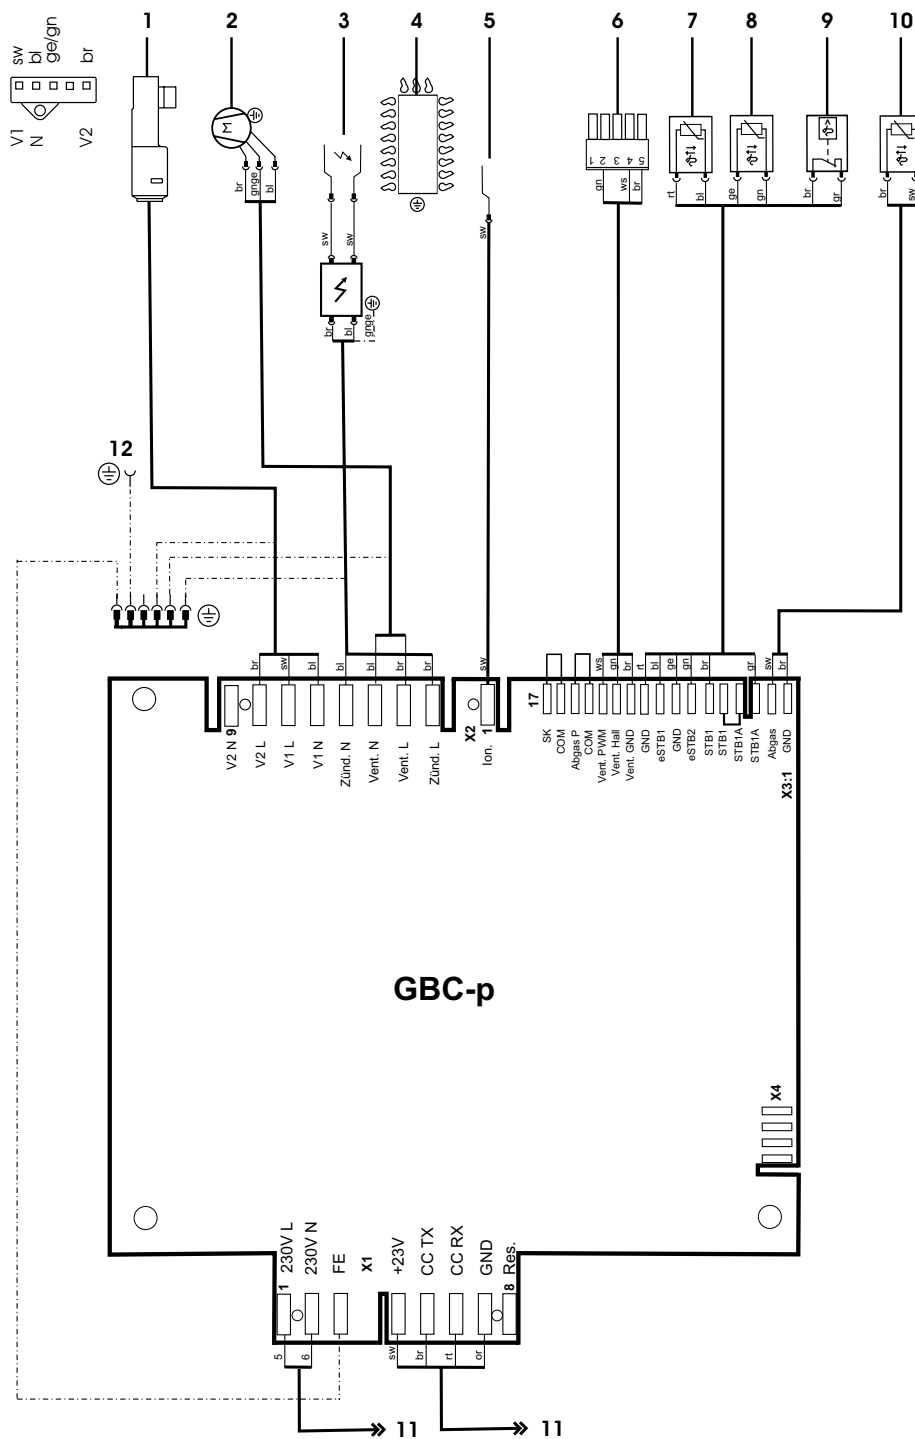 1 2 3 4 5 6 7 8 9 10
sw bl ge/gn br
V1 N V2
M
br gnge bl
sw sw
br bl gnge
sw
1 2 3 4 5
gn ws br
rt bl ge gn br gr br sw
12
br sw bl bl bl br br
sw
ws gn br rt bl ge gn br gr sw br
V2 N 9
V2 L
V1 L
V1 N
Zünd. N
Vent. N
Vent. L
Zünd. L
X2
Ion. 1
17
SK
COM
Abgas P
COM
Vent. PWM
Vent. Hall
Vent. GND
GND
eSTB1
GND
eSTB2
STB1
STB1
STB1A
STB1A
Abgas
GND
X3:1
GBC-p
X4
1 230V L
230V N
FE
X1
+23V
CC TX
CC RX
GND
8 Res.
5 6
sw br rt or
11 11